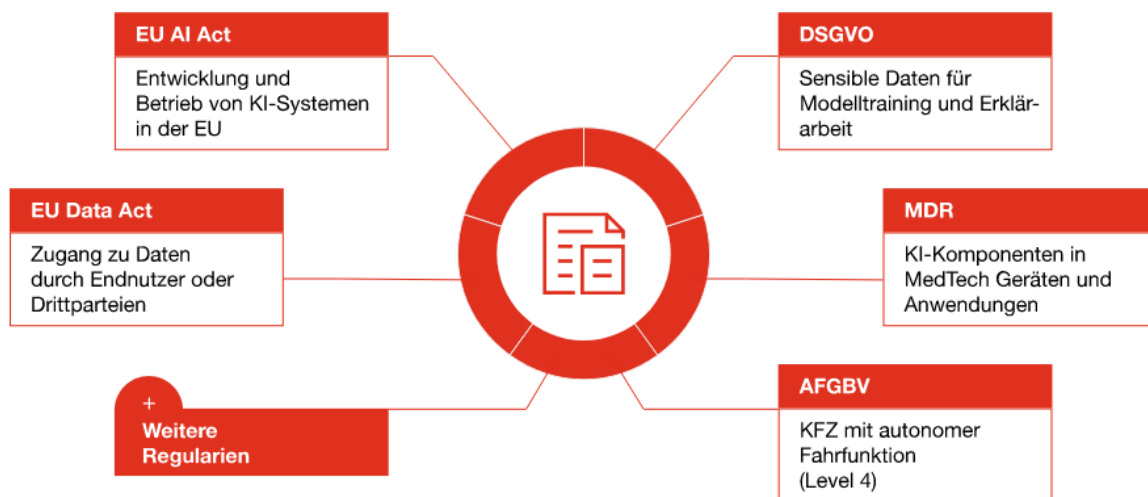 EU AI Act
Entwicklung und
Betrieb von KI-Systemen
in der EU
DSGVO
Sensible Daten für
Modelltraining und Erklär-
arbeit
EU Data Act
Zugang zu Daten
durch Endnutzer oder
Drittparteien
MDR
KI-Komponenten in
MedTech Geräten und
Anwendungen
+
Weitere
Regularien
AFGBV
KFZ mit autonomer
Fahrfunktion
(Level 4)